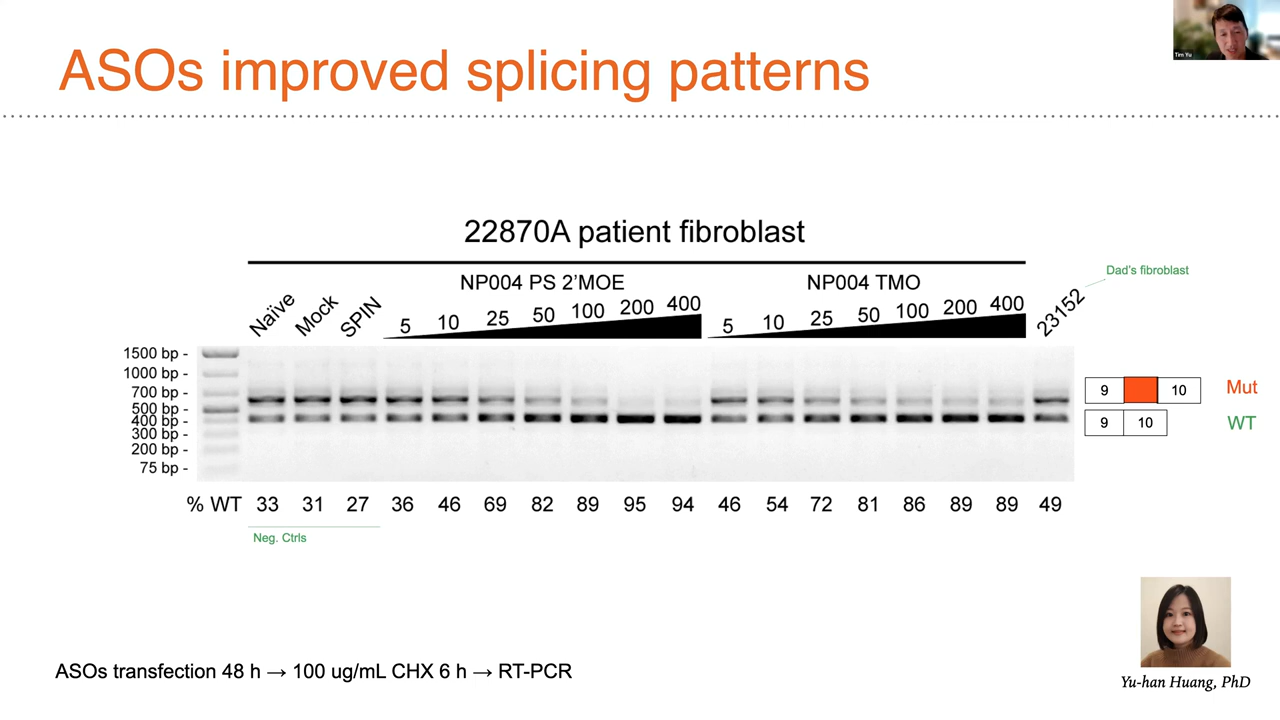 Tim Yu
ASOs improved splicing patterns
22870A patient fibroblast
Naïve Mock SPIN
NP004 PS 2'MOE
5 10 25 50 100 200 400
NP004 TMO
5 10 25 50 100 200 400
23152
Dad's fibroblast
1500 bp -
1000 bp -
700 bp -
500 bp -
400 bp -
300 bp -
200 bp -
75 bp -
9 10 Mut
9 10 WT
% WT 33 31 27 36 46 69 82 89 95 94 46 54 72 81 86 89 89 49
Neg. Ctrls
ASOs transfection 48 h → 100 ug/mL CHX 6 h → RT-PCR
Yu-han Huang, PhD